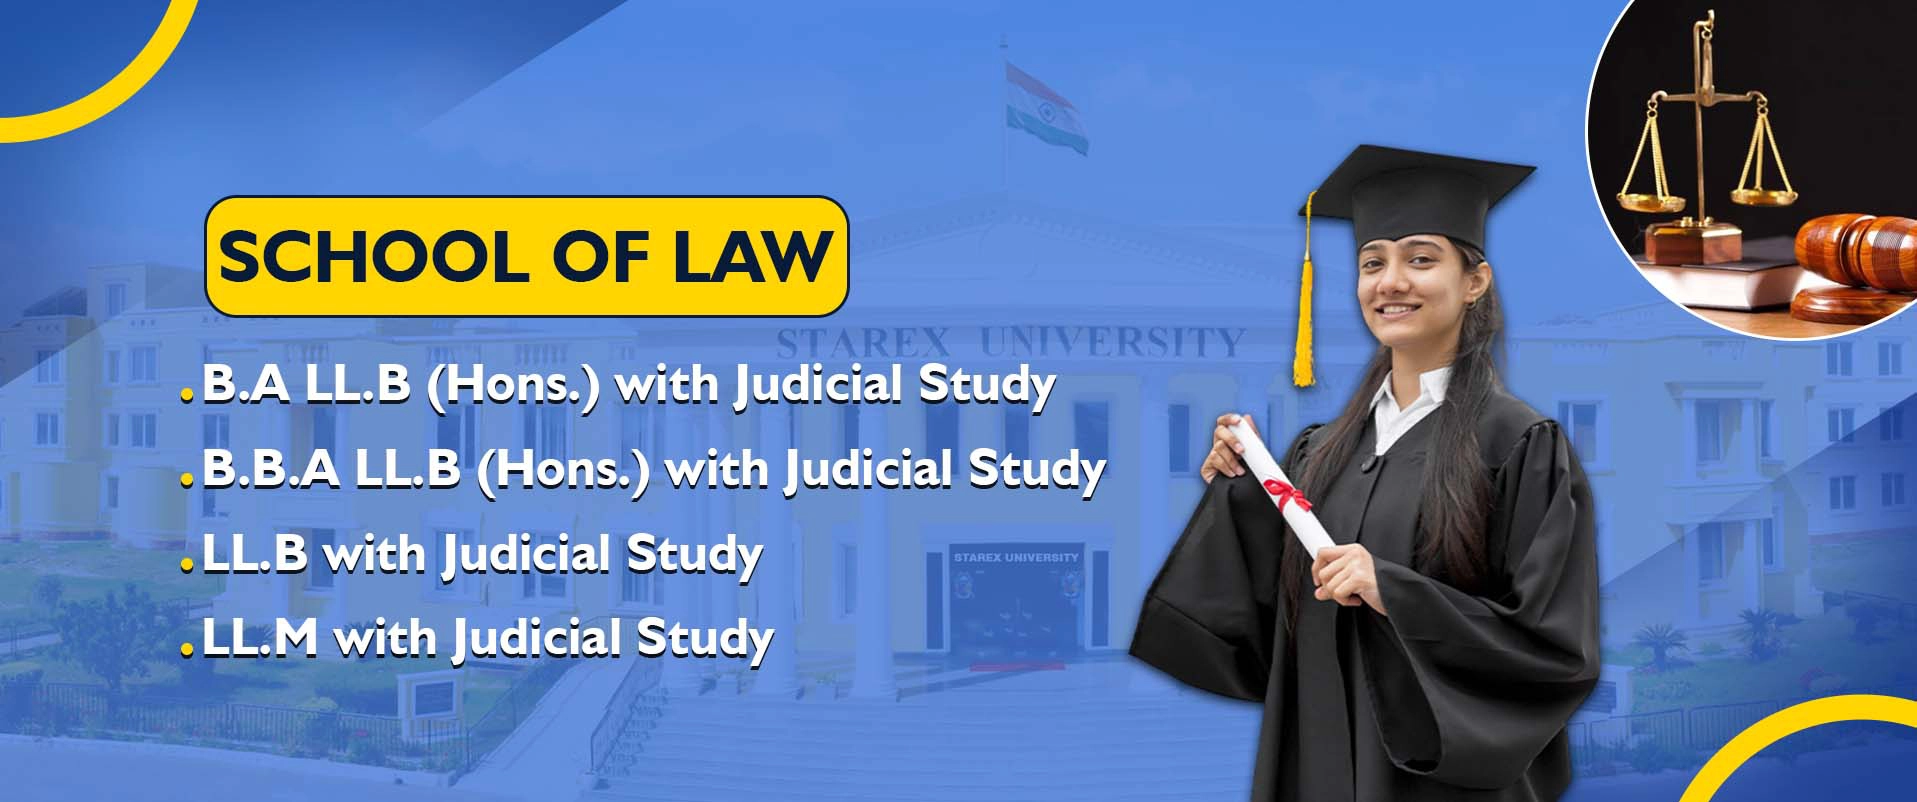 SCHOOL OF LAW
STAREX UNIVERSITY
.B.A LL.B (Hons.) with Judicial Study
.B.B.A LL.B (Hons.) with Judicial Study
.LL.B with Judicial Study
STAREX UNIVERSITY
.LL.M with Judicial Study